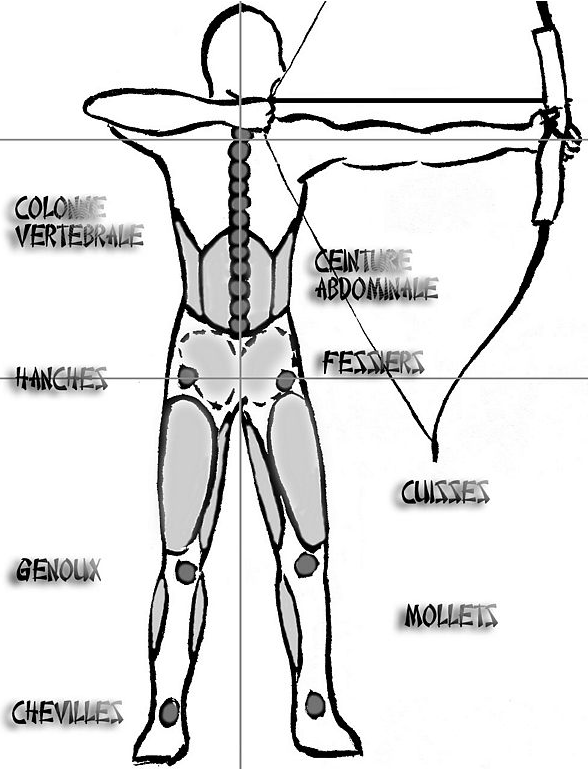 COLONNE
VERTEBRALE
CEINTURE
ABDOMINALE
HANCHES
FESSIERS
CUISSES
GENOUX
MOLLETS
CHEVILLES